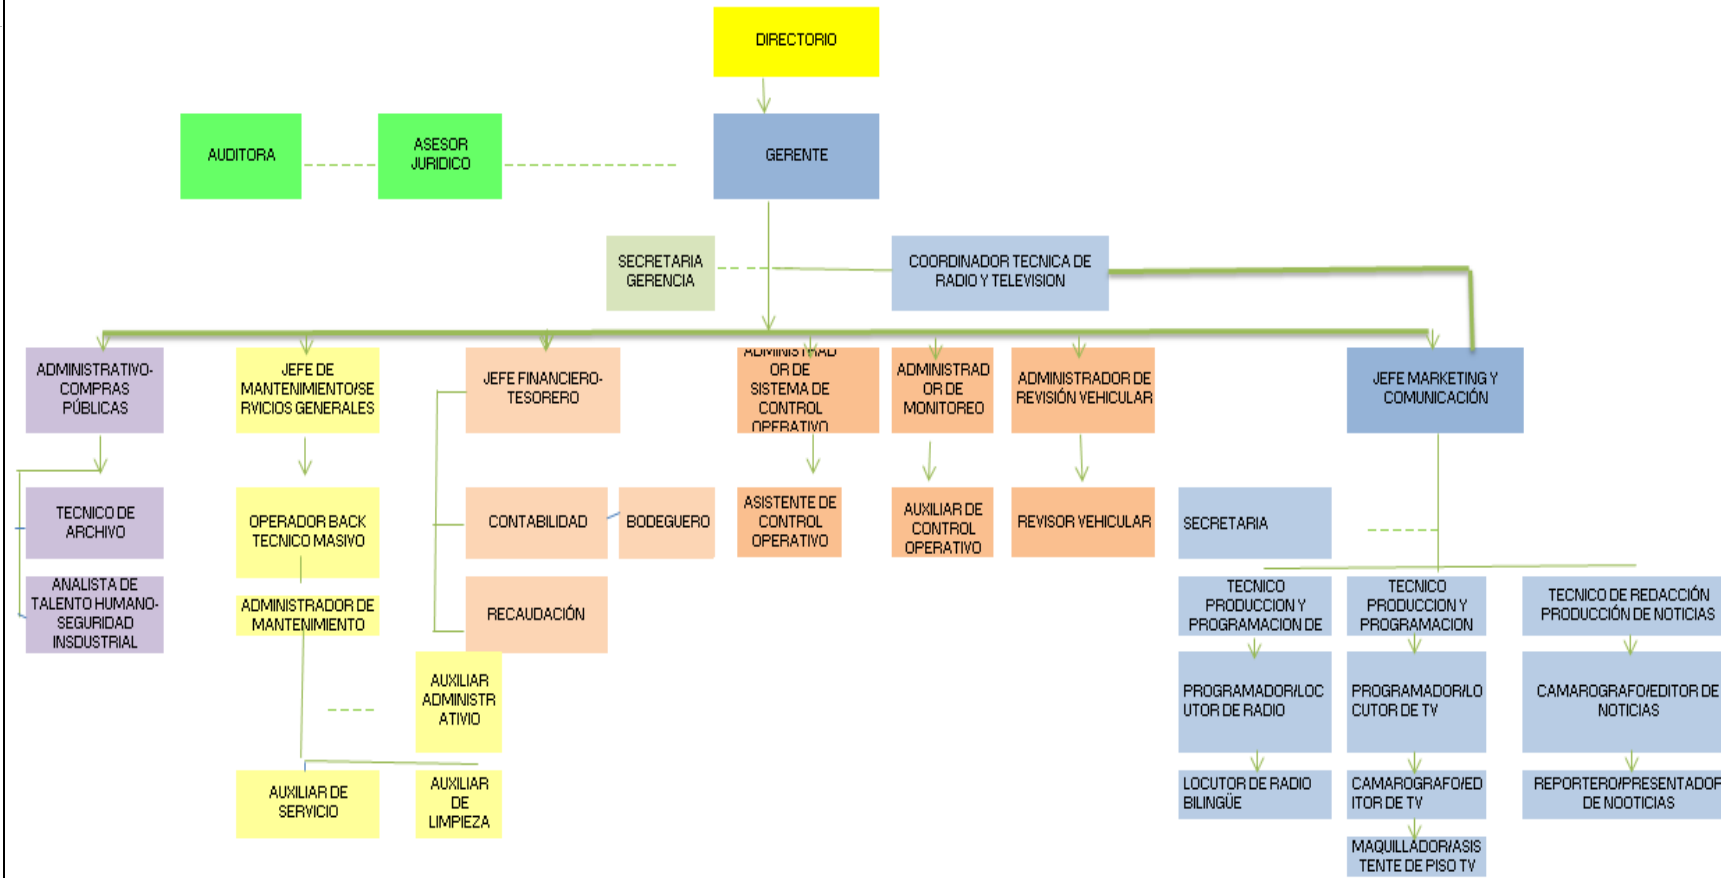 DIRECTORIO
AUDITORA
ASESOR
JURIDICO
GERENTE
SECRETARIA
GERENCIA
COORDINADOR TECNICA DE
RADIO Y TELEVISION
ADMINISTRATIVO-
COMPRAS
PÚBLICAS
JEFE DE
MANTENIMIENTO/SE
RVICIOS GENERALES
JEFE FINANCIERO-
TESORERO
ADMINISTRAD
OR DE
SISTEMA DE
CONTROL
OPERATIVO
ADMINISTRAD
OR DE
MONITOREO
ADMINISTRADOR DE
REVISIÓN VEHICULAR
JEFE MARKETING Y
COMUNICACIÓN
TECNICO DE
ARCHIVO
OPERADOR BACK
TECNICO MASIVO
CONTABILIDAD
BODEGUERO
ASISTENTE DE
CONTROL
OPERATIVO
AUXILIAR DE
CONTROL
OPERATIVO
REVISOR VEHICULAR
SECRETARIA
ANALISTA DE
TALENTO HUMANO-
SEGURIDAD
INSDUSTRIAL
ADMINISTRADOR DE
MANTENIMIENTO
RECAUDACIÓN
TECNICO
PRODUCCION Y
PROGRAMACION DE
TECNICO
PRODUCCION Y
PROGRAMACION
TECNICO DE REDACCIÓN
PRODUCCIÓN DE NOTICIAS
AUXILIAR
ADMINISTR
ATIVIO
PROGRAMADOR/LOC
UTOR DE RADIO
PROGRAMADOR/LO
CUTOR DE TV
CAMAROGRAFO/EDITOR DE
NOTICIAS
AUXILIAR DE
SERVICIO
AUXILIAR
DE
LIMPIEZA
LOCUTOR DE RADIO
BILINGÜE
CAMAROGRAFO/ED
ITOR DE TV
REPORTERO/PRESENTADOR
DE NOOTICIAS
MAQUILLADOR/ASIS
TENTE DE PISO TV